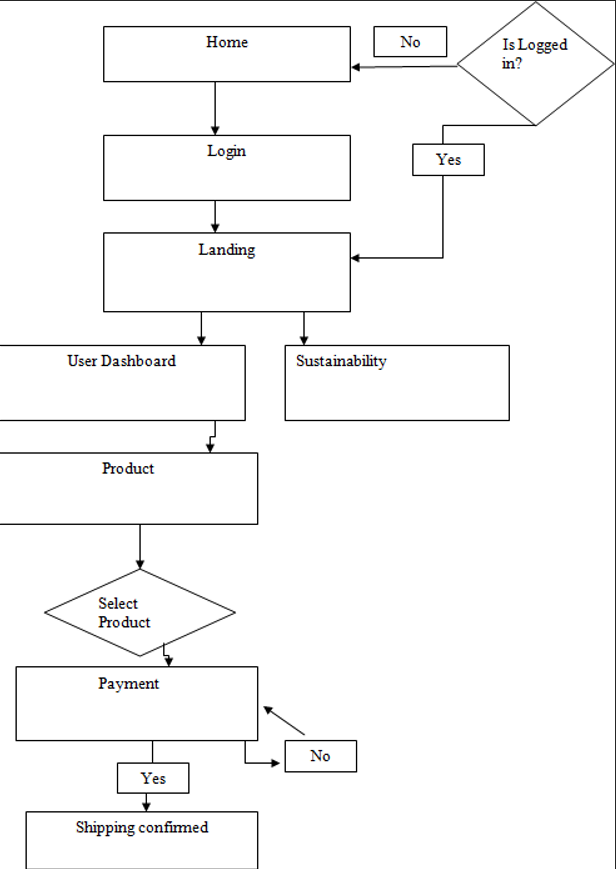 Home
No
Is Logged
in?
Login
Yes
Landing
User Dashboard
Sustainability
Product
Select
Product
Payment
No
Yes
Shipping confirmed